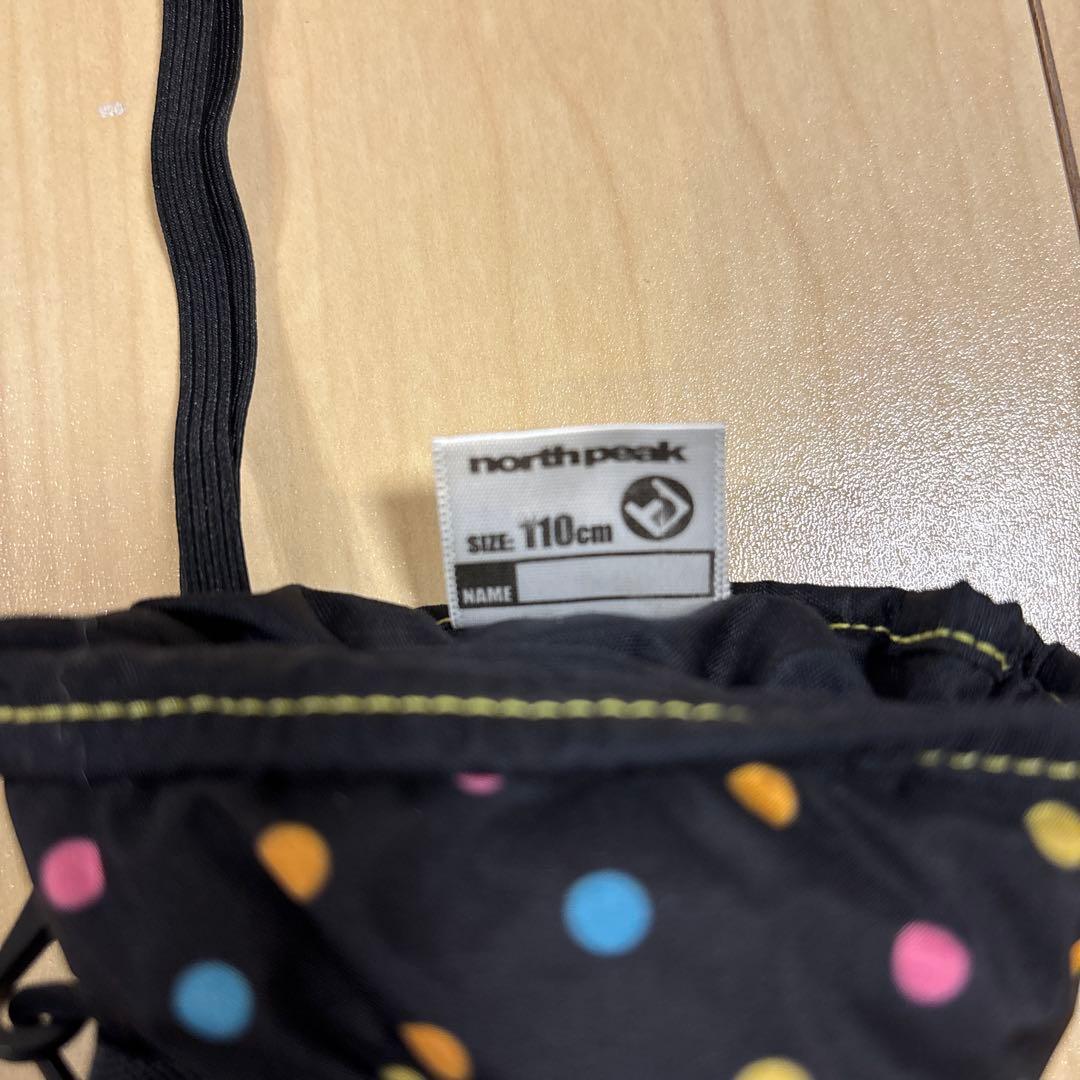 north peak
SIZE: 110cm
NAME